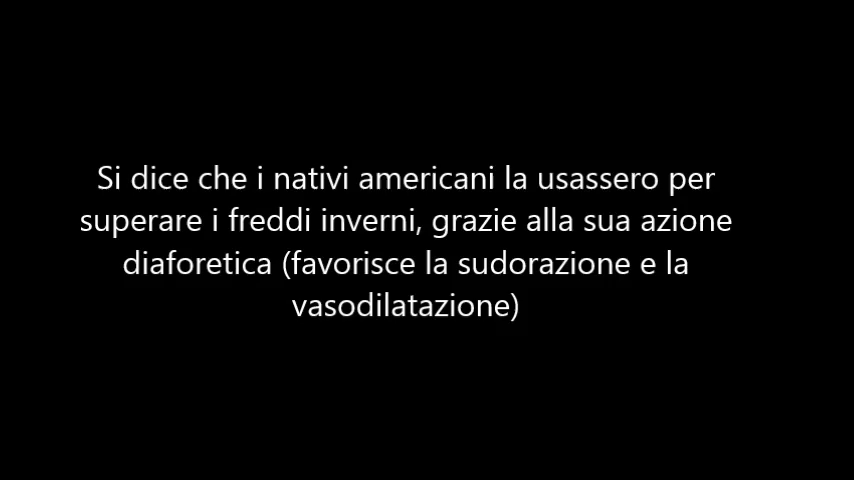 Si dice che i nativi americani la usassero per
superare i freddi inverni, grazie alla sua azione
diaforetica (favorisce la sudorazione e la
vasodilatazione)